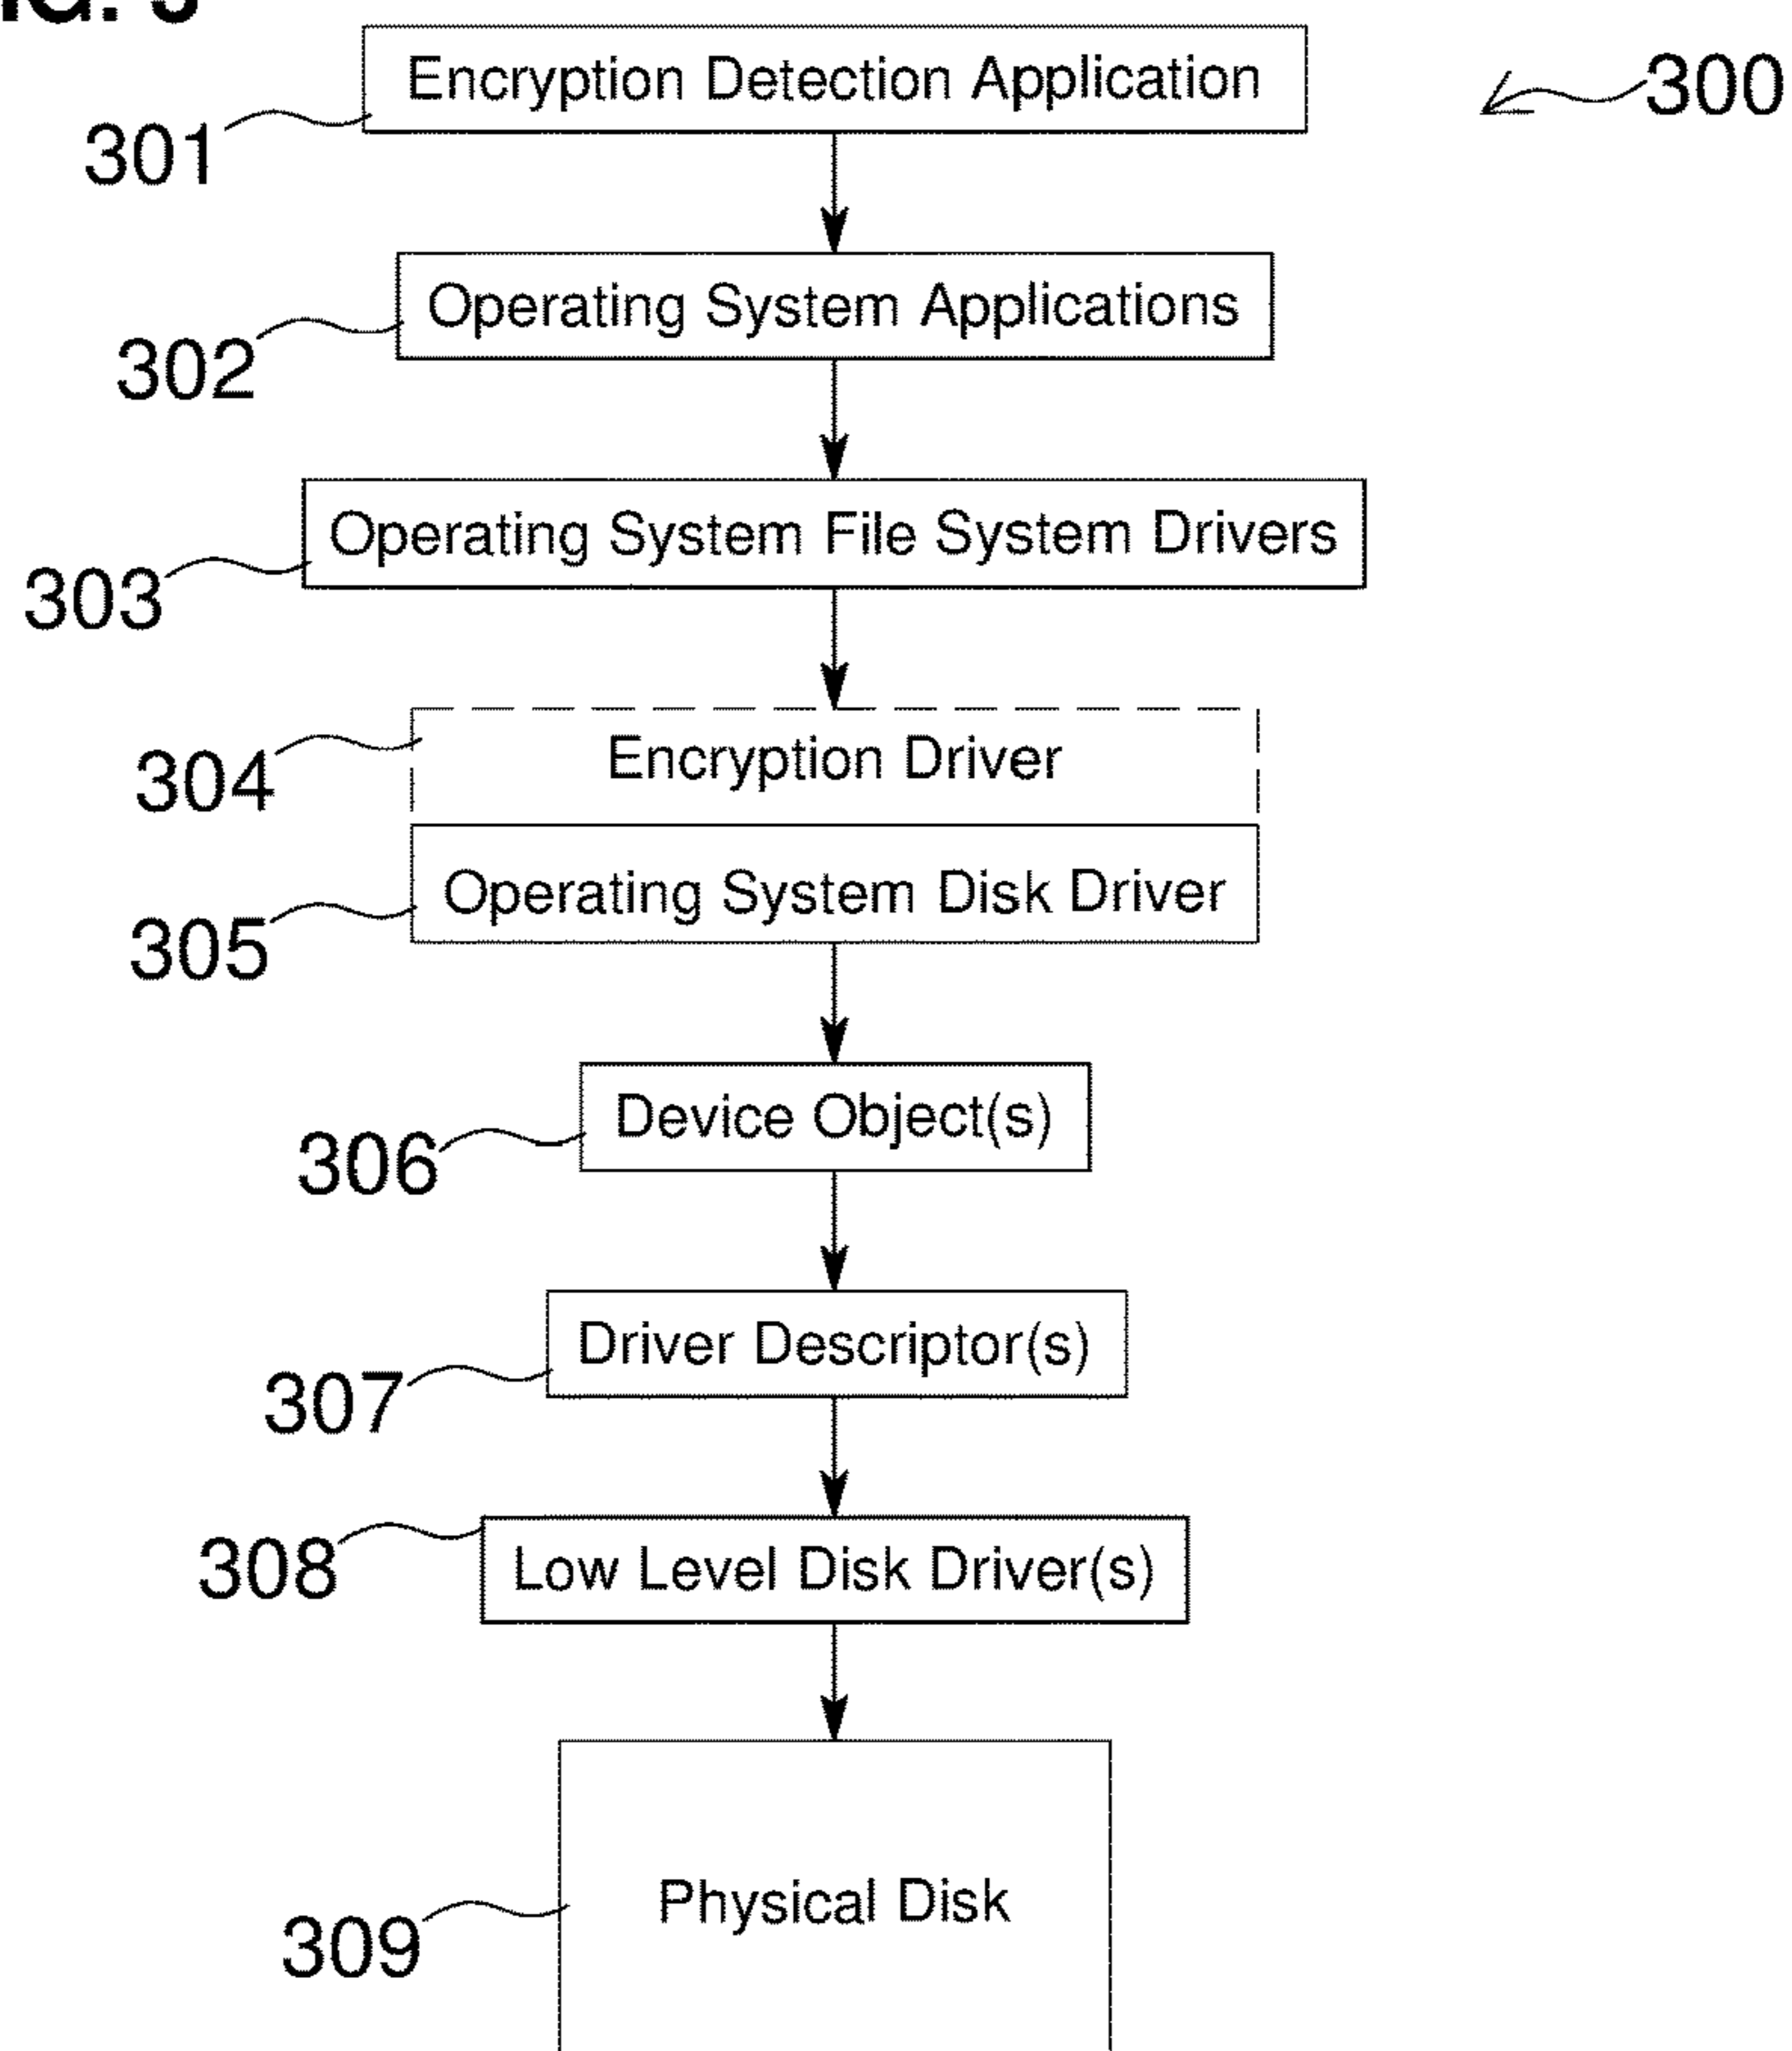 Encryption Detection Application
300
301
Operating System Applications
302
Operating System File System Drivers
303
Encryption Driver
304
Operating System Disk Driver
305
Device Object(s)
306
Driver Descriptor(s)
307
Low Level Disk Driver(s)
308
Physical Disk
309